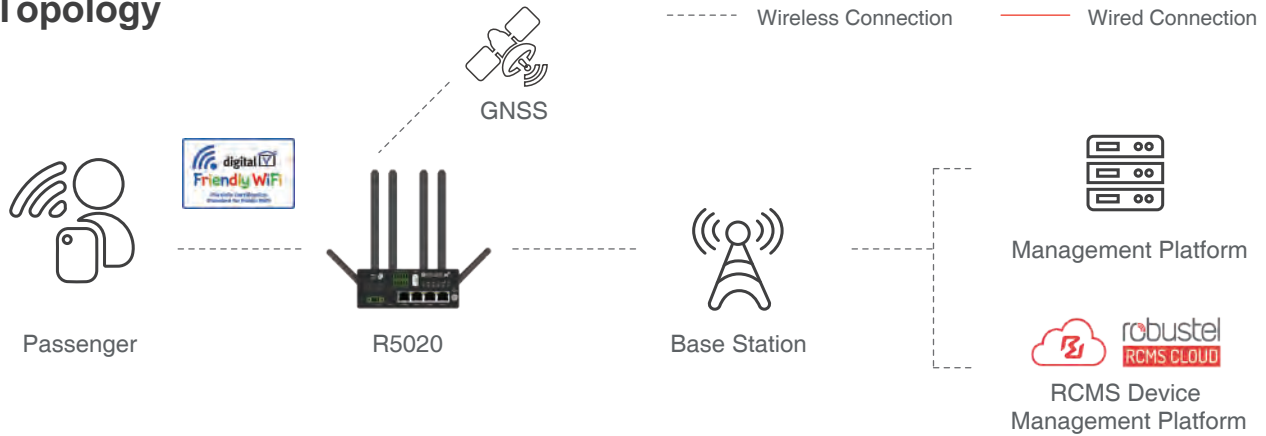 Topology
Wireless Connection
Wired Connection
GNSS
digital
Friendly WiFi
Management Platform
Passenger
R5020
Base Station
robustel
RCMS CLOUD
RCMS Device
Management Platform